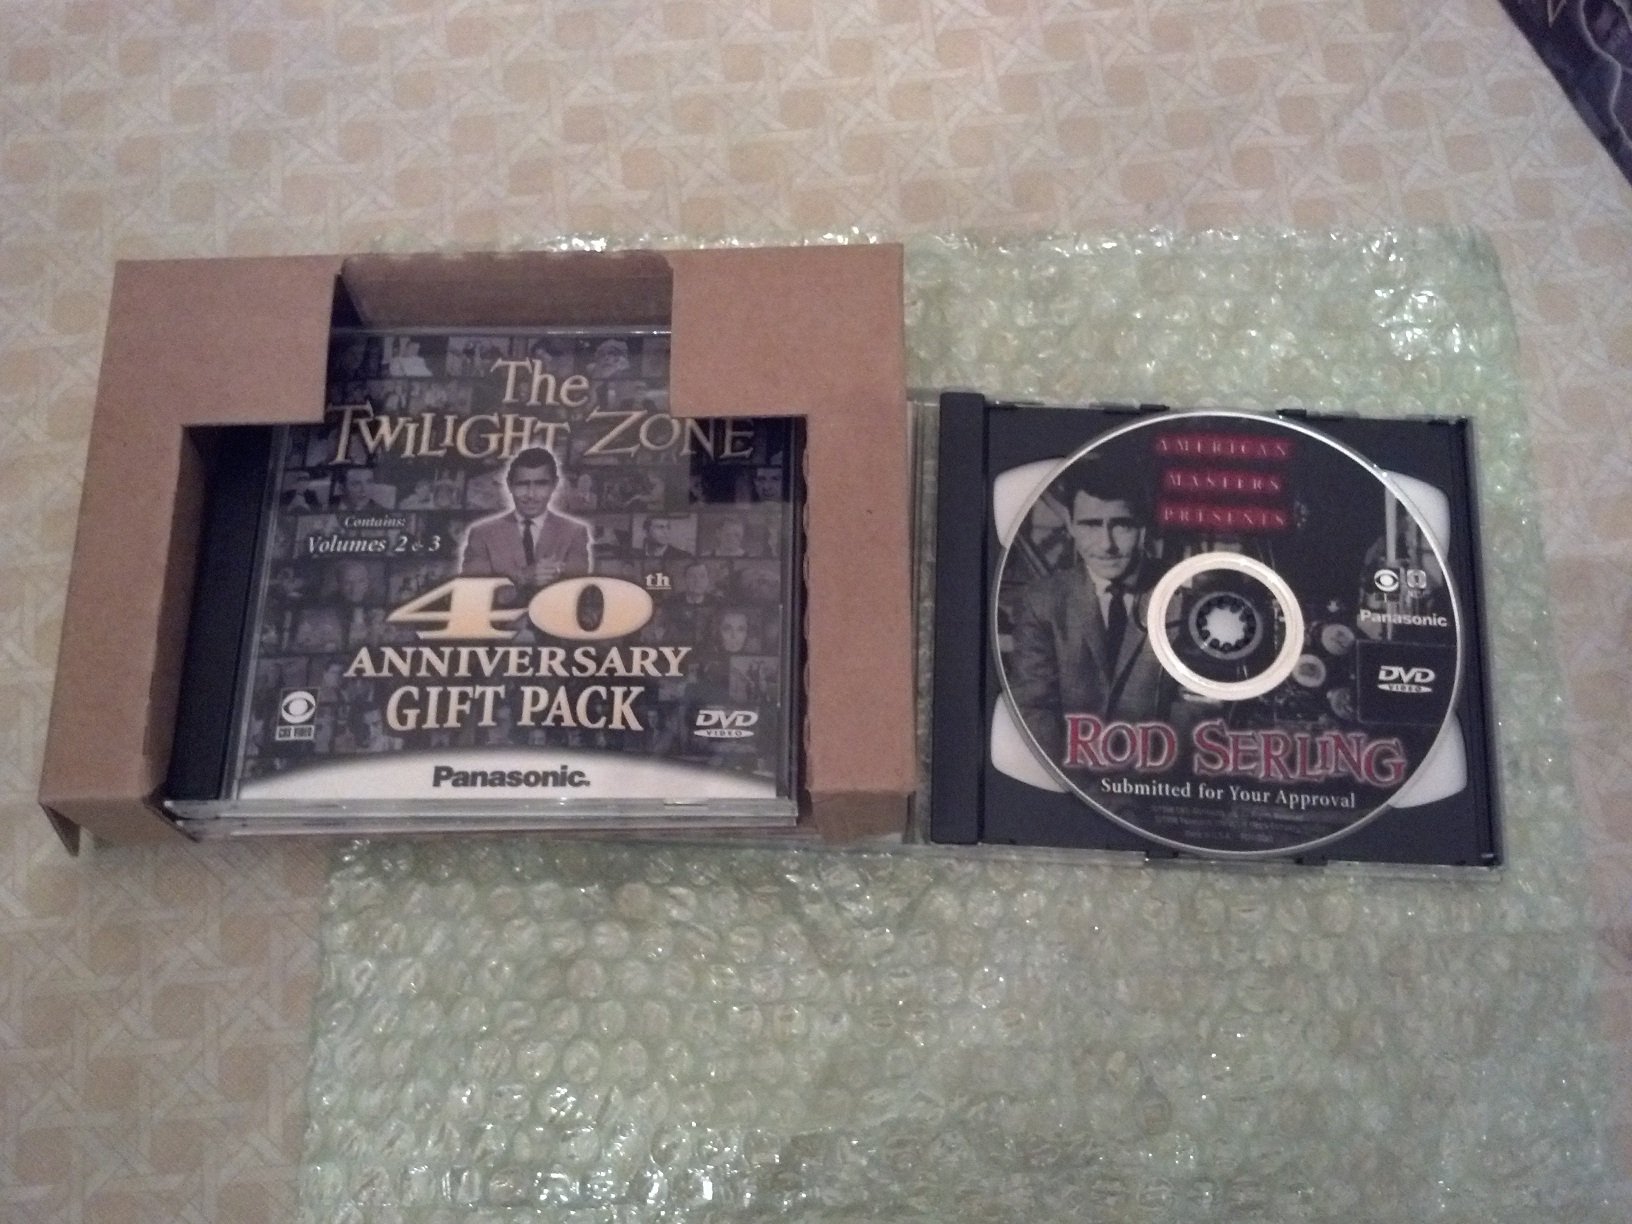 The
TWILIGHT ZONE
Contains:
Volumes 2 & 3
40th
ANNIVERSARY
GIFT PACK
CBS VIDEO
DVD
VIDEO
Panasonic.
AMERICAN
MASTERS
PRESENTS
Panasonic
DVD
VIDEO
ROD SERLING
Submitted for Your Approval